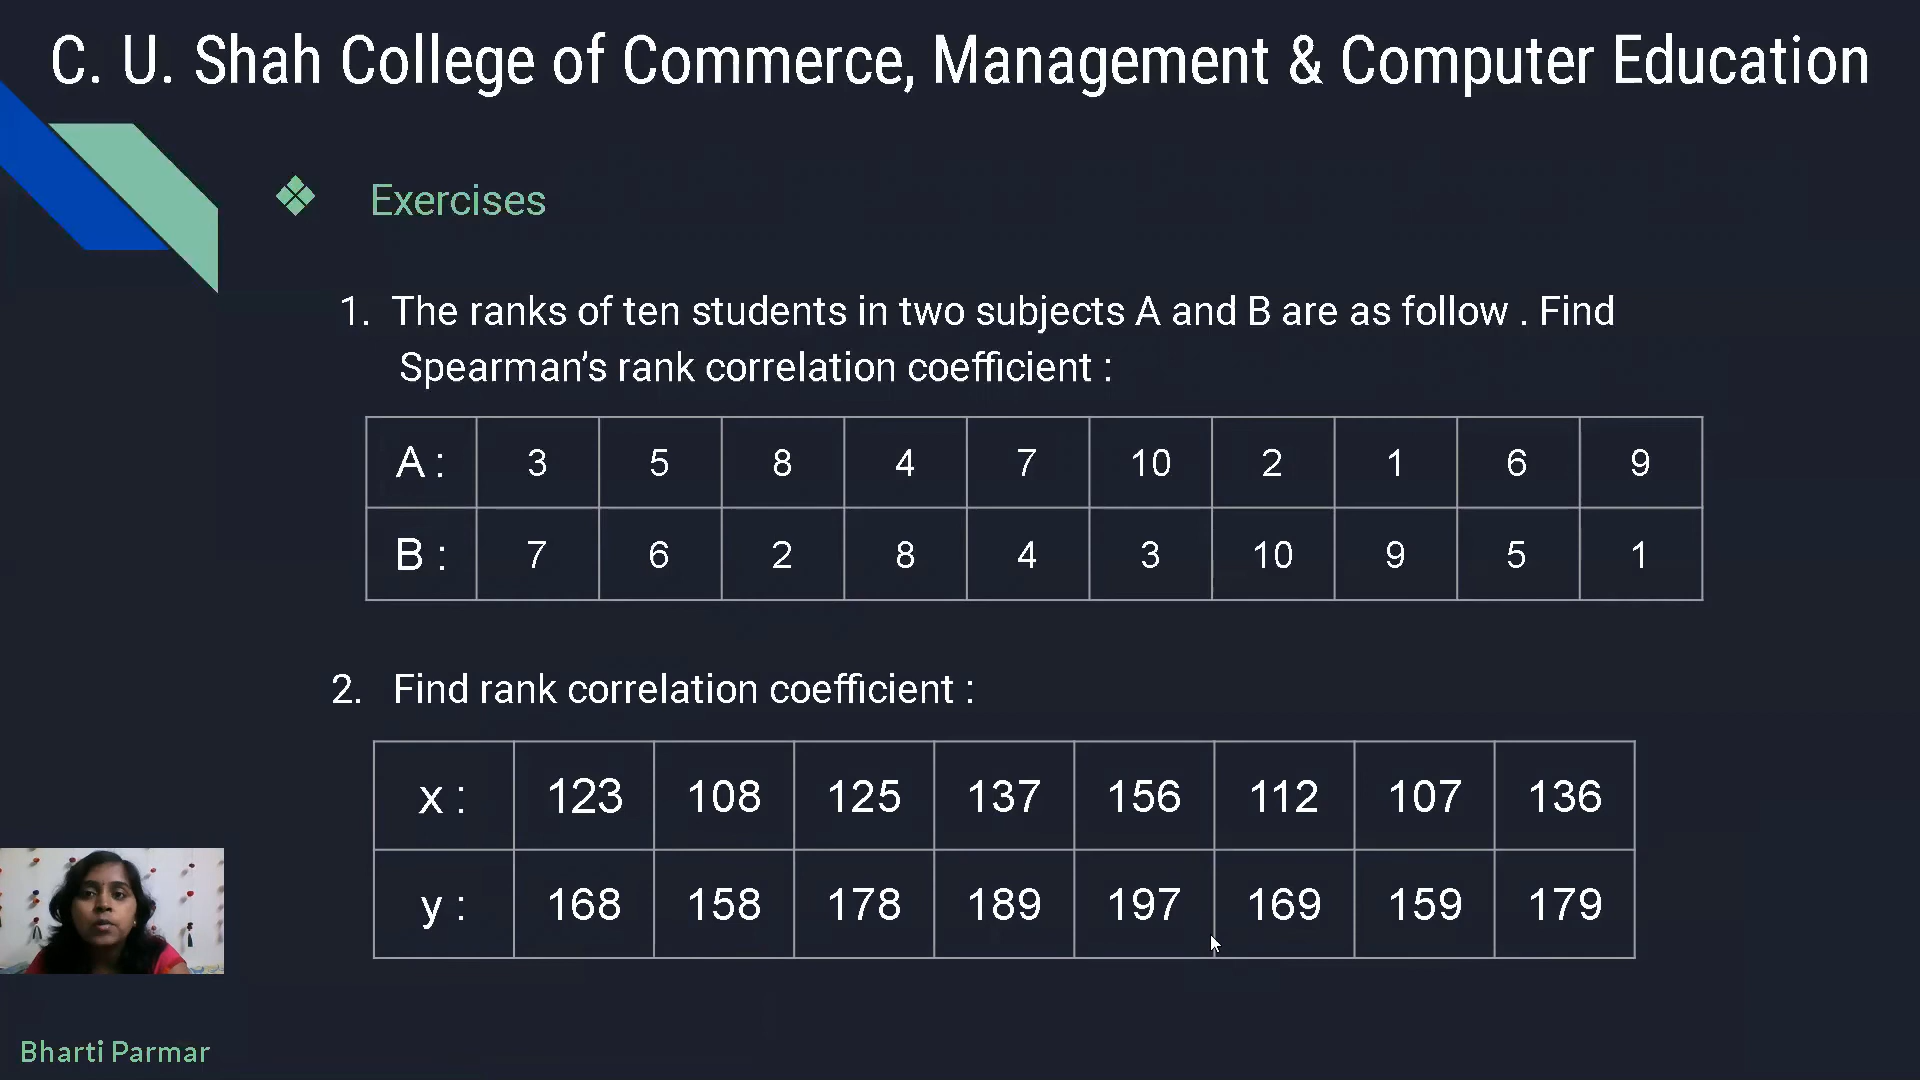 C. U. Shah College of Commerce, Management & Computer Education
❖ Exercises
1. The ranks of ten students in two subjects A and B are as follow . Find
Spearman’s rank correlation coefficient :
A : 3 5 8 4 7 10 2 1 6 9
B : 7 6 2 8 4 3 10 9 5 1
2. Find rank correlation coefficient :
x : 123 108 125 137 156 112 107 136
y : 168 158 178 189 197 169 159 179
Bharti Parmar